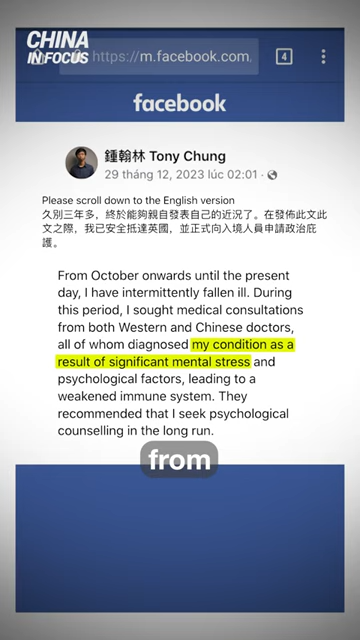 CHINA
IN FOCUS
https://m.facebook.com.
4
facebook
鍾翰林 Tony Chung
29 tháng 12, 2023 lúc 02:01 ·
Please scroll down to the English version
久別三年多，終於能夠親自發表自己的近況了。在發佈此文此
文之際，我已安全抵達英國，並正式向入境人員申請政治庇
護。
From October onwards until the present
day, I have intermittently fallen ill. During
this period, I sought medical consultations
from both Western and Chinese doctors,
all of whom diagnosed my condition as a
result of significant mental stress and
psychological factors, leading to a
weakened immune system. They
recommended that I seek psychological
counselling in the long run.
from